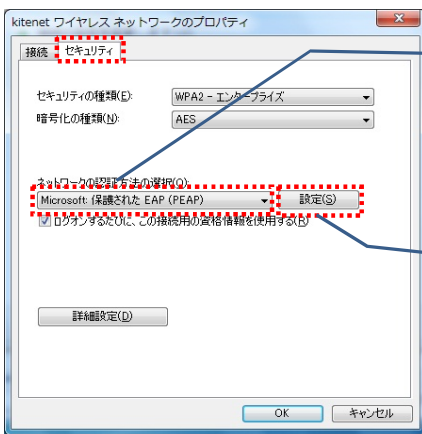 kitenet ワイヤレス ネットワークのプロパティ
接続 セキュリティ
セキュリティの種類(E): WPA2 - エンタープライズ
暗号化の種類(N): AES
ネットワークの認証方法の選択(O):
Microsoft: 保護された EAP (PEAP) 設定(S)
ログオンするたびに、この接続用の資格情報を使用する(R)
詳細設定(D)
OK キャンセル